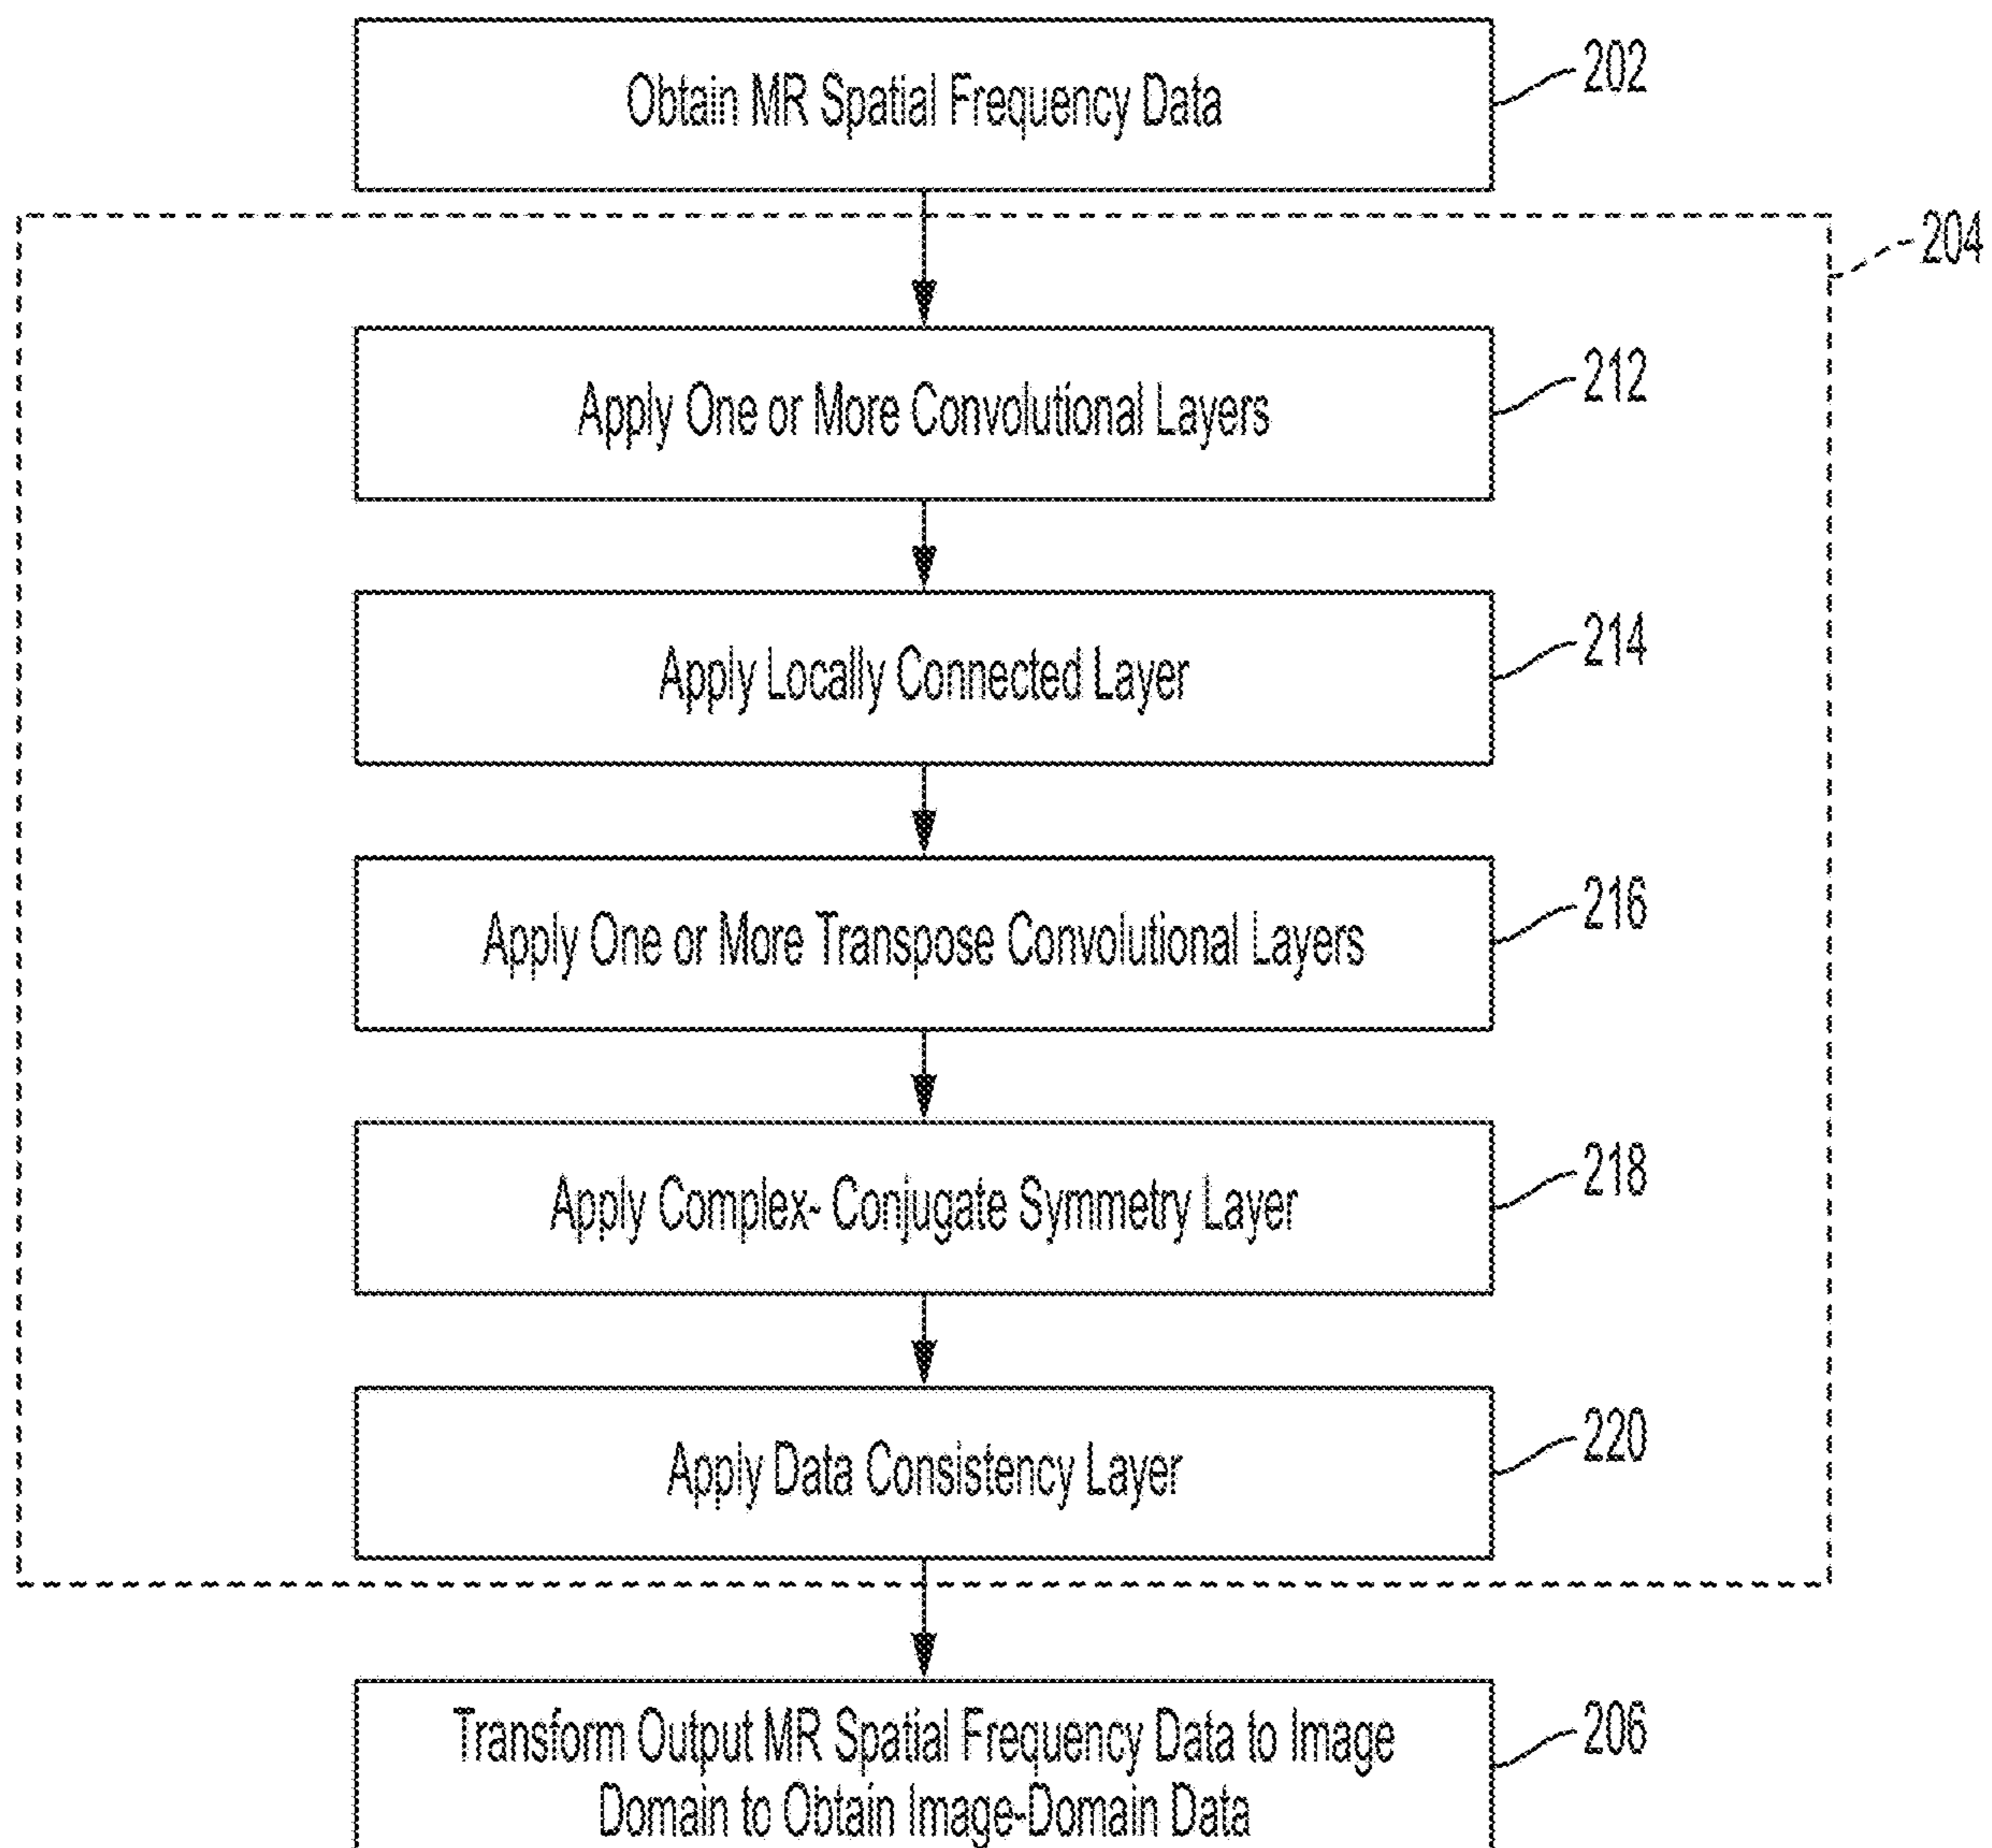 Obtain MR Spatial Frequency Data
202
204
Apply One or More Convolutional Layers
212
Apply Locally Connected Layer
214
Apply One or More Transpose Convolutional Layers
216
Apply Complex- Conjugate Symmetry Layer
218
Apply Data Consistency Layer
220
Transform Output MR Spatial Frequency Data to Image
Domain to Obtain Image-Domain Data
206